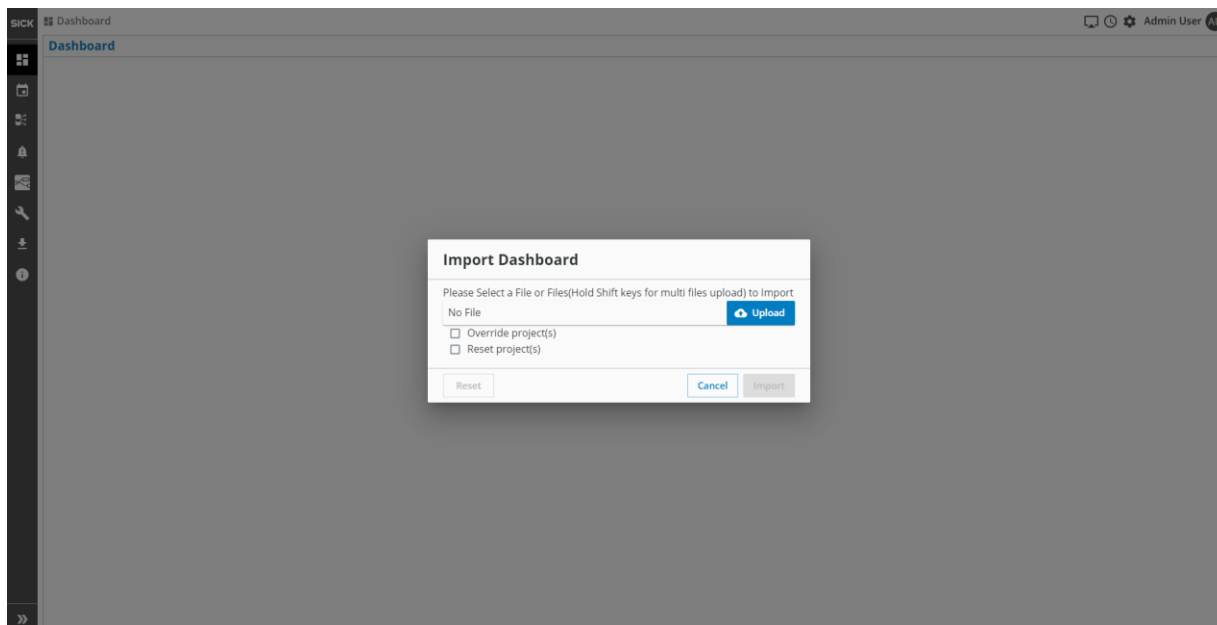 SICK
Dashboard
Admin User
Dashboard
Import Dashboard
Please Select a File or Files(Hold Shift keys for multi files upload) to Import
No File
Upload
Override project(s)
Reset project(s)
Reset
Cancel
Import